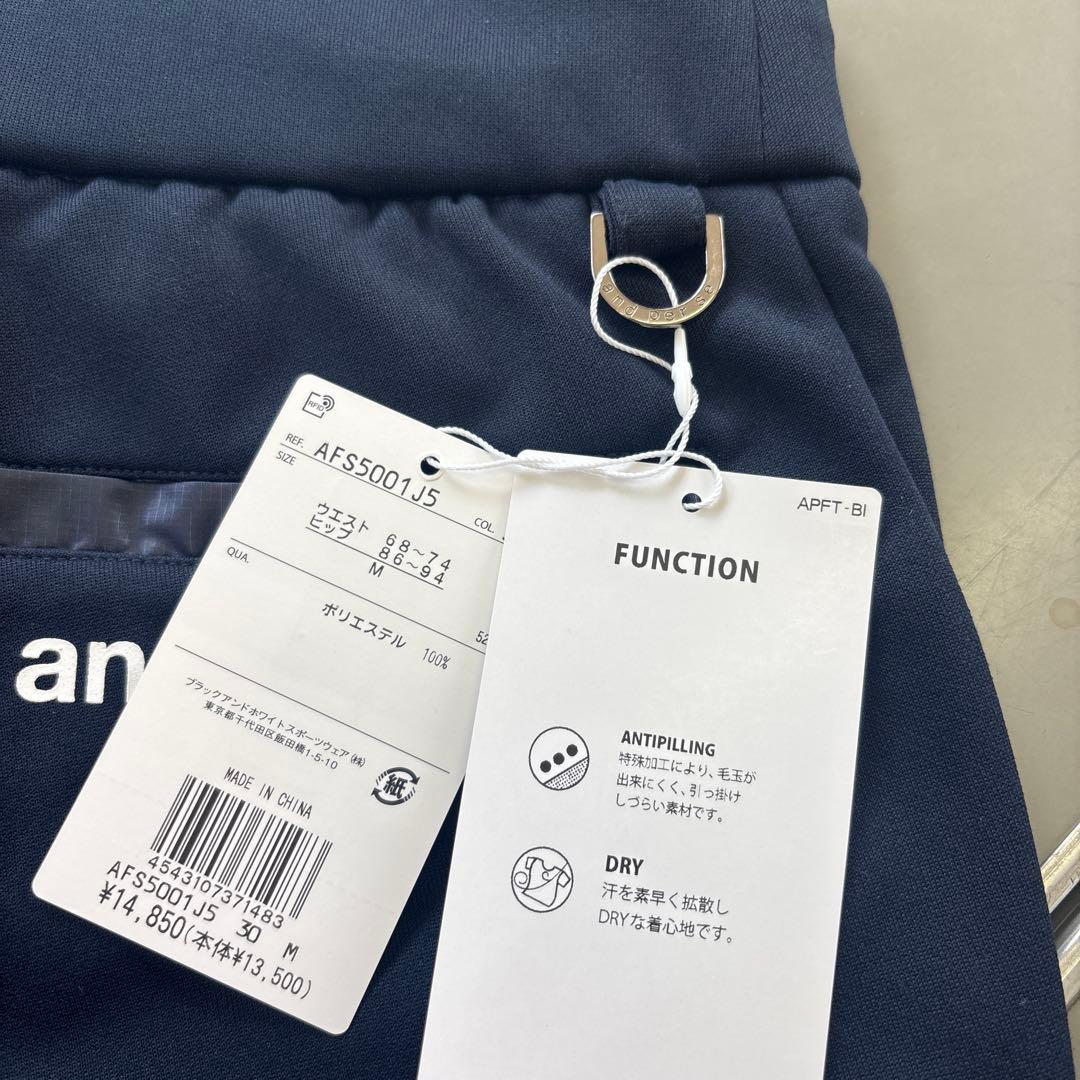 and per se
RFID
REF. AFS5001J5
SIZE
COL.
ウエスト 68～74
ヒップ 86～94
M
QUA.
52
ポリエステル 100%
ブラックアンドホワイトスポーツウェア(株)
東京都千代田区飯田橋1-5-10
紙
MADE IN CHINA
4543107371483
AFS5001J5 30 M
¥14,850(本体¥13,500)
an
APFT-BI
FUNCTION
ANTIPILLING
特殊加工により、毛玉が
出来にくく、引っ掛け
しづらい素材です。
DRY
汗を素早く拡散し
DRYな着心地です。